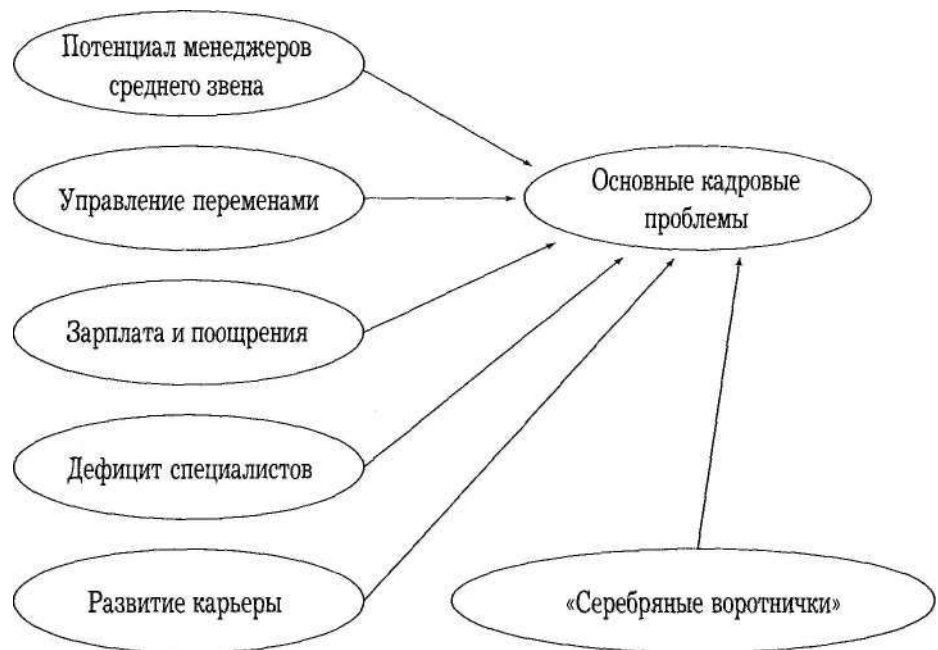 Потенциал менеджеров
среднего звена
Управление переменами
Основные кадровые
проблемы
Зарплата и поощрения
Дефицит специалистов
Развитие карьеры
«Серебряные воротнички»